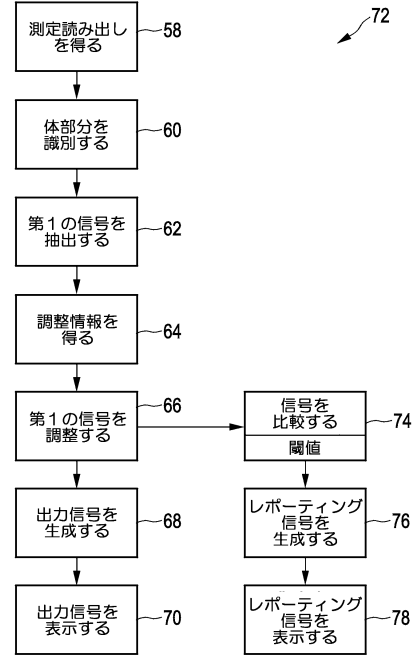 72
測定読み出し
を得る
58
体部分を
識別する
60
第1の信号を
抽出する
62
調整情報を
得る
64
第1の信号を
調整する
66
信号を
比較する
閾値
74
出力信号を
生成する
68
レポーティング
信号を
生成する
76
出力信号を
表示する
70
レポーティング
信号を
表示する
78